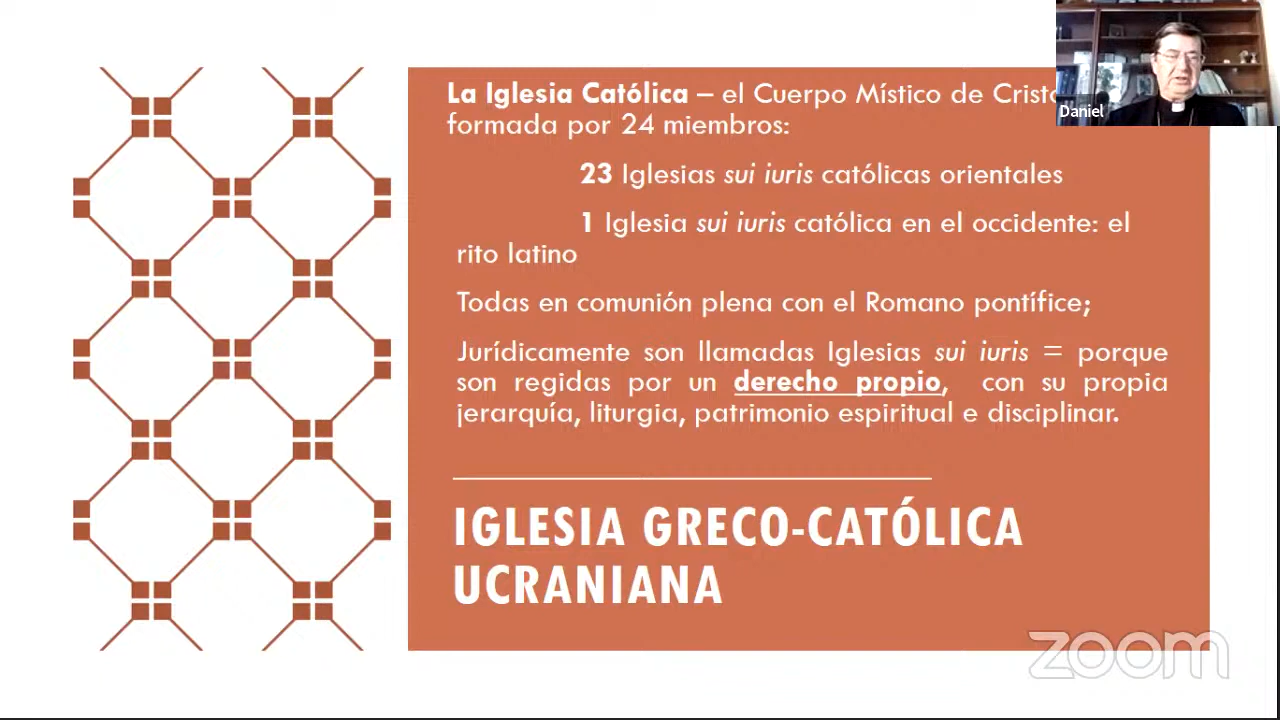 La Iglesia Católica – el Cuerpo Místico de Cristo
formada por 24 miembros:
23 Iglesias sui iuris católicas orientales
1 Iglesia sui iuris católica en el occidente: el
rito latino
Todas en comunión plena con el Romano pontífice;
Jurídicamente son llamadas Iglesias sui iuris = porque
son regidas por un derecho propio, con su propia
jerarquía, liturgia, patrimonio espiritual e disciplinar.
IGLESIA GRECO-CATÓLICA
UCRANIANA
Daniel
zoom